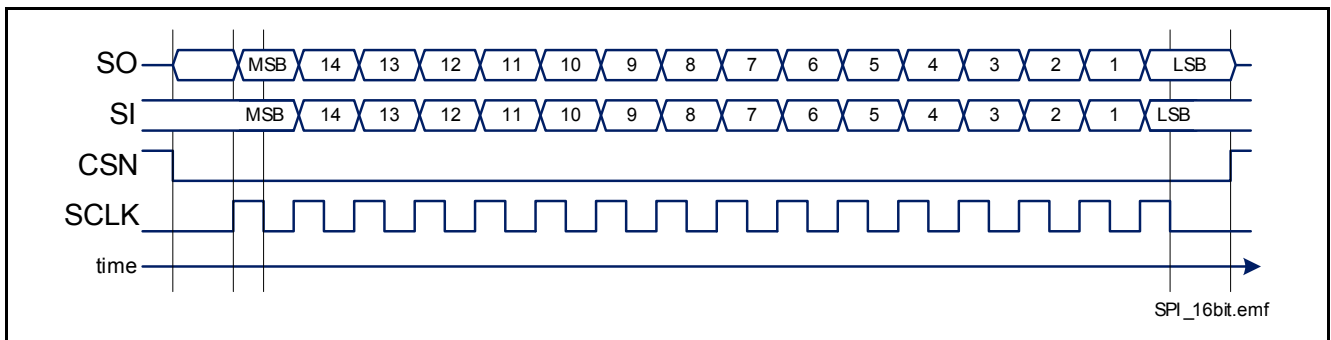 SO MSB 14 13 12 11 10 9 8 7 6 5 4 3 2 1 LSB
SI MSB 14 13 12 11 10 9 8 7 6 5 4 3 2 1 LSB
CSN
SCLK
time
SPI_16bit.emf